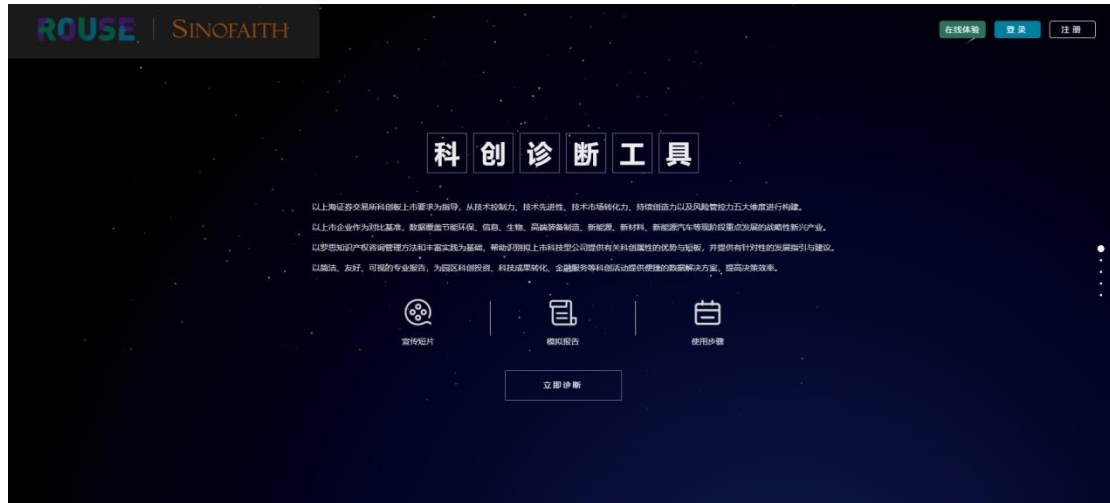 ROUSE | SINOFAITH
在线体验 登录 注册
科创诊断工具
以上海证券交易所科创板上市要求为指导，从技术控制力、技术先进性、技术市场转化力、持续创造力以及风险管控力五大维度进行构建。
以上市企业作为对比基准，数据覆盖节能环保、信息、生物、高端装备制造、新能源、新材料、新能源汽车等现阶段重点发展的战略性新兴产业。
以罗思知识产权咨询管理方法和丰富实践为基础，帮助识别拟上市科技型公司提供有关科创属性的优势与短板，并提供有针对性的发展指引与建议。
以简洁、友好、可视的专业报告，为园区科创投资、科技成果转化、金融服务等科创活动提供便捷的数据解决方案，提高决策效率。
宣传短片 模拟报告 使用步骤
立即诊断